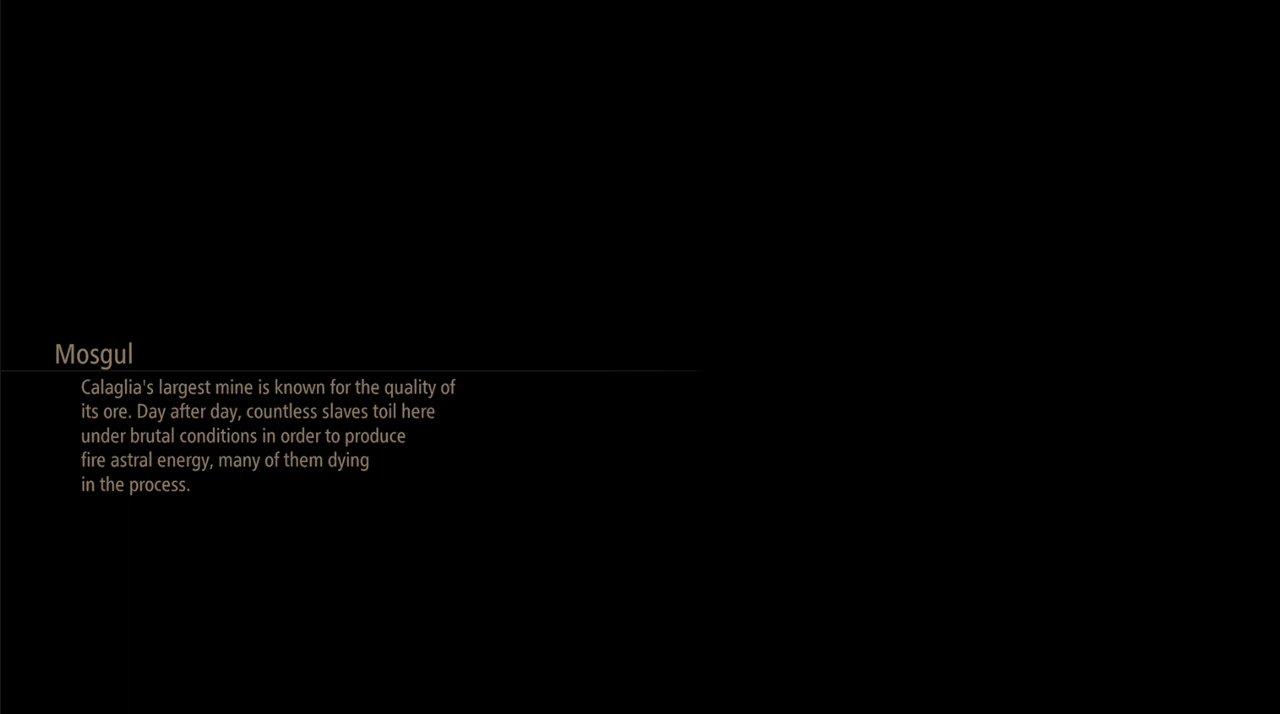 Mosgul
Calaglia's largest mine is known for the quality of
its ore. Day after day, countless slaves toil here
under brutal conditions in order to produce
fire astral energy, many of them dying
in the process.